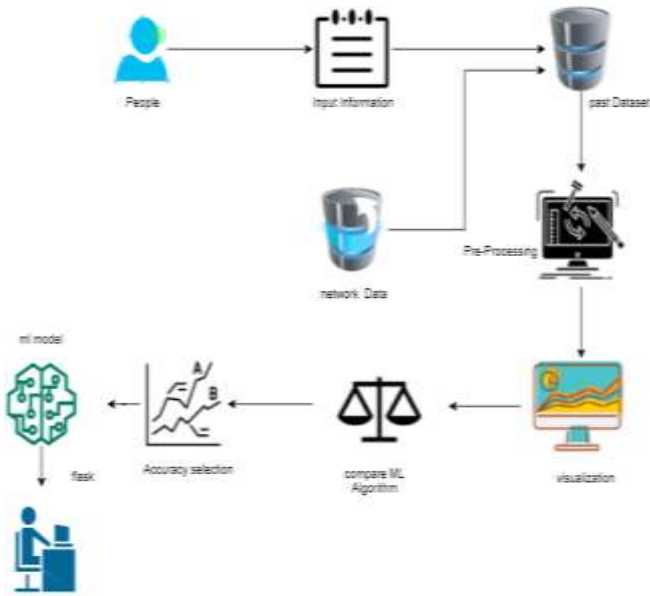 People
Input Information
past Dataset
Pre-Processing
network Data
ml model
A
B
Accuracy selection
compare ML
Algorithm
visualization
flask